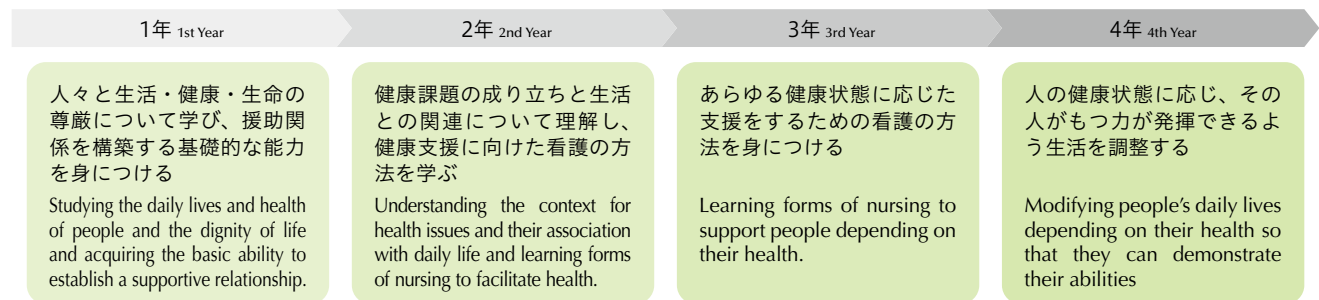 1年 1st Year
2年 2nd Year
3年 3rd Year
4年 4th Year
人々と生活・健康・生命の
尊厳について学び、援助関
係を構築する基礎的な能力
を身につける
Studying the daily lives and health
of people and the dignity of life
and acquiring the basic ability to
establish a supportive relationship.
健康課題の成り立ちと生活
との関連について理解し、
健康支援に向けた看護の方
法を学ぶ
Understanding the context for
health issues and their association
with daily life and learning forms
of nursing to facilitate health.
あらゆる健康状態に応じた
支援をするための看護の方
法を身につける
Learning forms of nursing to
support people depending on
their health.
人の健康状態に応じ、その
人がもつ力が発揮できるよ
う生活を調整する
Modifying people’s daily lives
depending on their health so
that they can demonstrate
their abilities